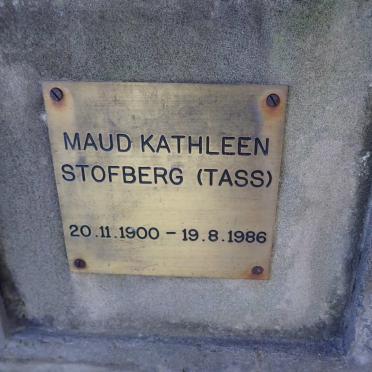 MAUD KATHLEEN
STOFBERG (TASS)
20.11.1900 - 19.8.1986